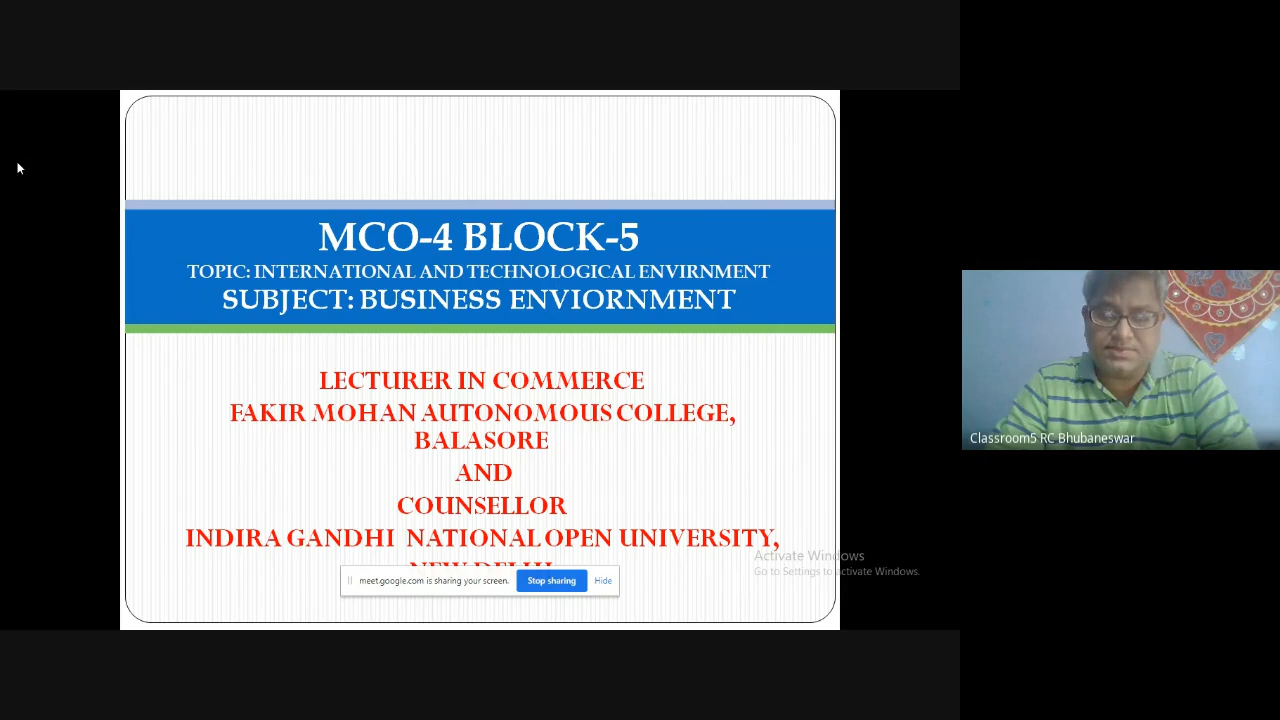 MCO-4 BLOCK-5
TOPIC: INTERNATIONAL AND TECHNOLOGICAL ENVIRNMENT
SUBJECT: BUSINESS ENVIORNMENT
LECTURER IN COMMERCE
FAKIR MOHAN AUTONOMOUS COLLEGE,
BALASORE
AND
COUNSELLOR
INDIRA GANDHI NATIONAL OPEN UNIVERSITY,
NEW DELHI
meet.google.com is sharing your screen. Stop sharing Hide
Classroom5 RC Bhubaneswar
Activate Windows
Go to Settings to activate Windows.